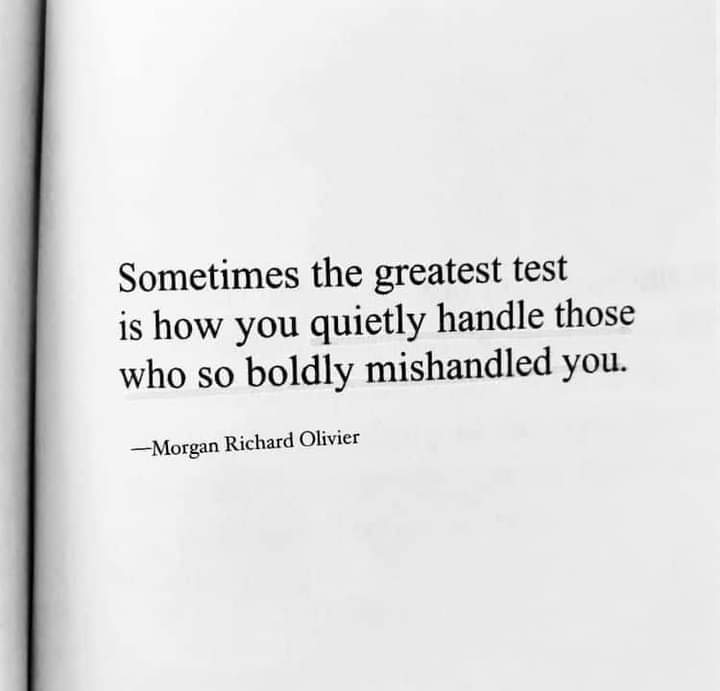 Sometimes the greatest test
is how you quietly handle those
who so boldly mishandled you.
—Morgan Richard Olivier